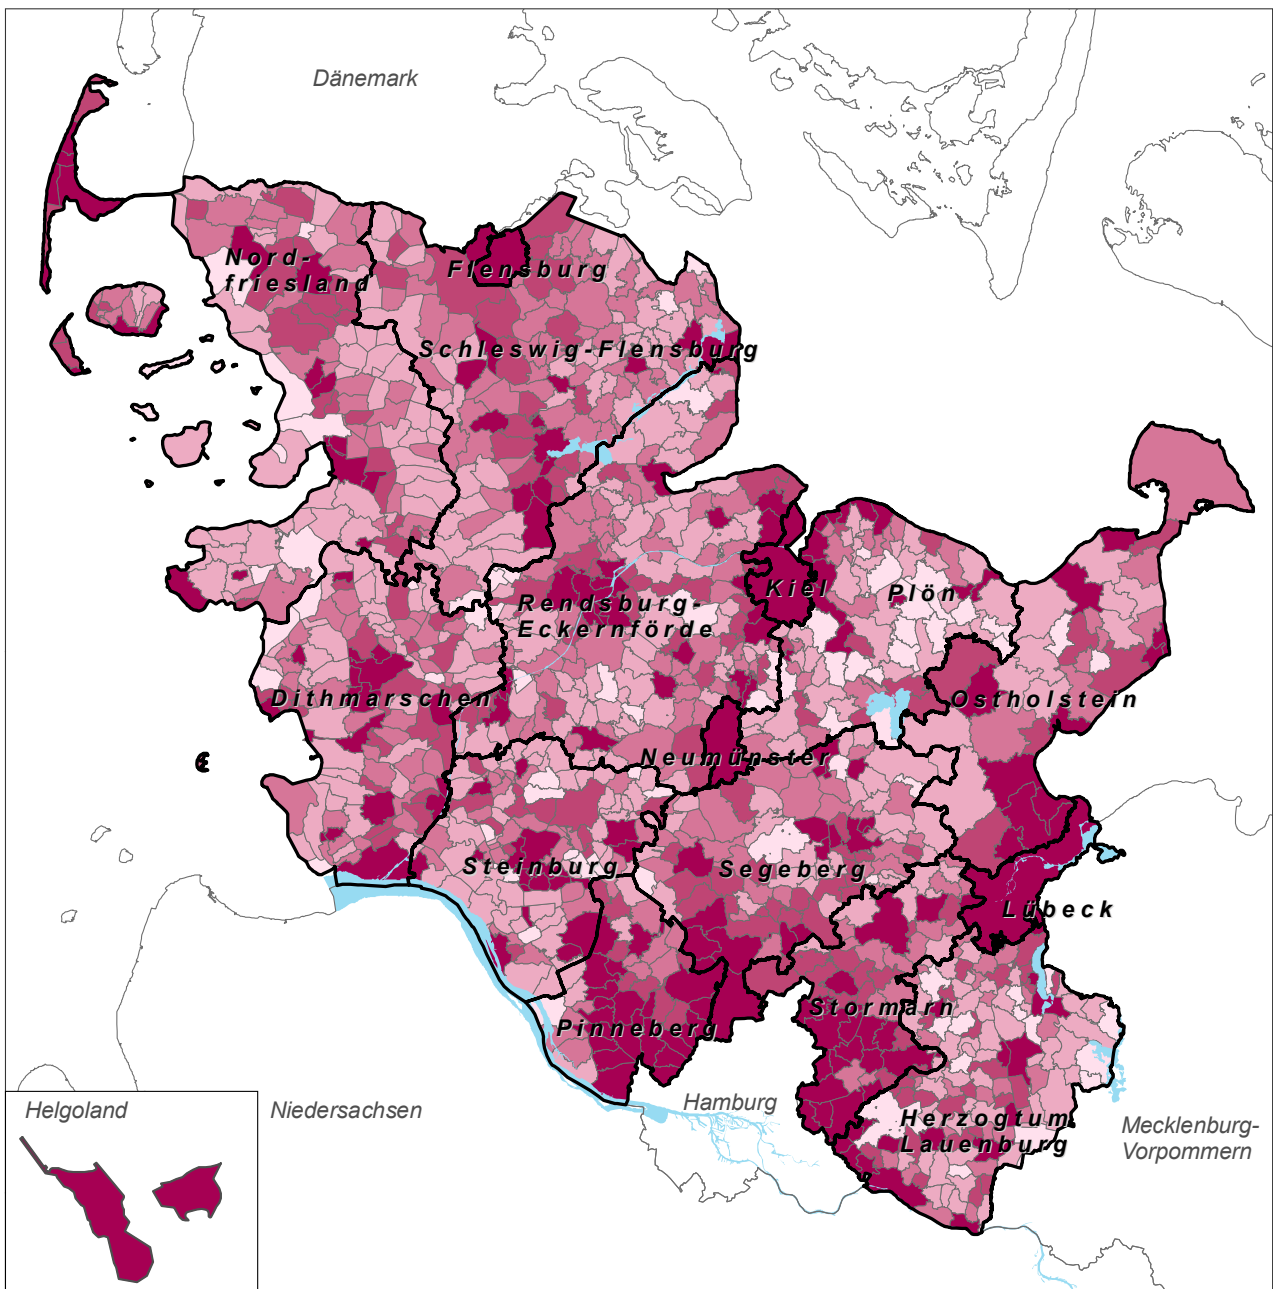 Dänemark
Nord-
friesland
Flensburg
Schleswig-Flensburg
Kiel
Plön
Rendsburg-
Eckernförde
Dithmarschen
Ostholstein
Neumünster
Steinburg
Segeberg
Lübeck
Stormarn
Pinneberg
Helgoland
Niedersachsen
Hamburg
Herzogtum
Lauenburg
Mecklenburg-
Vorpommern